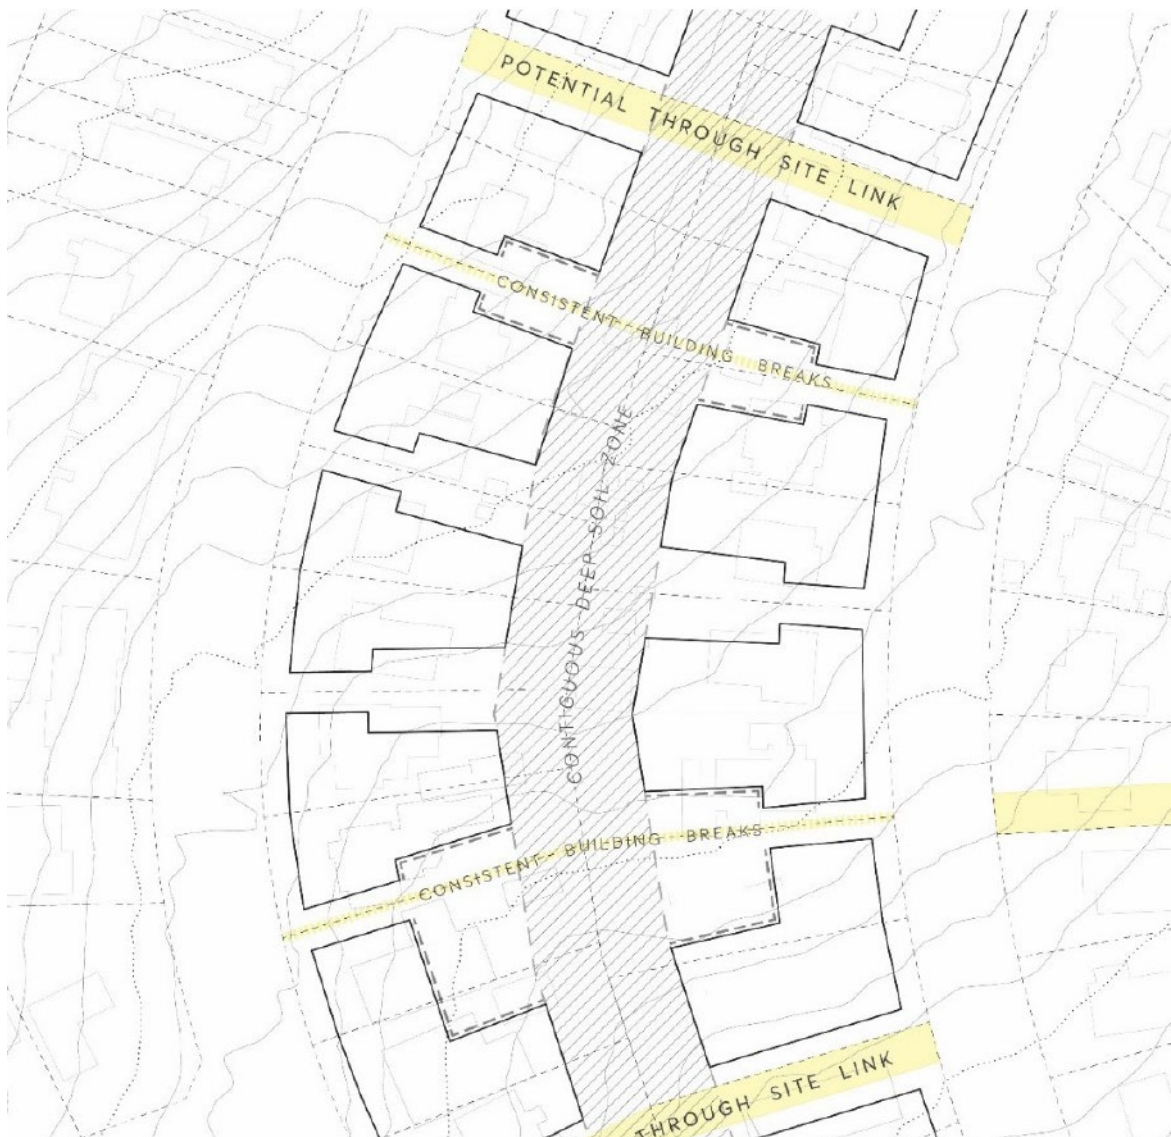 POTENTIAL THROUGH SITE LINK
CONSISTENT BUILDING BREAKS
CONTIGUOUS DEEP SOIL ZONE
CONSISTENT BUILDING BREAKS
THROUGH SITE LINK